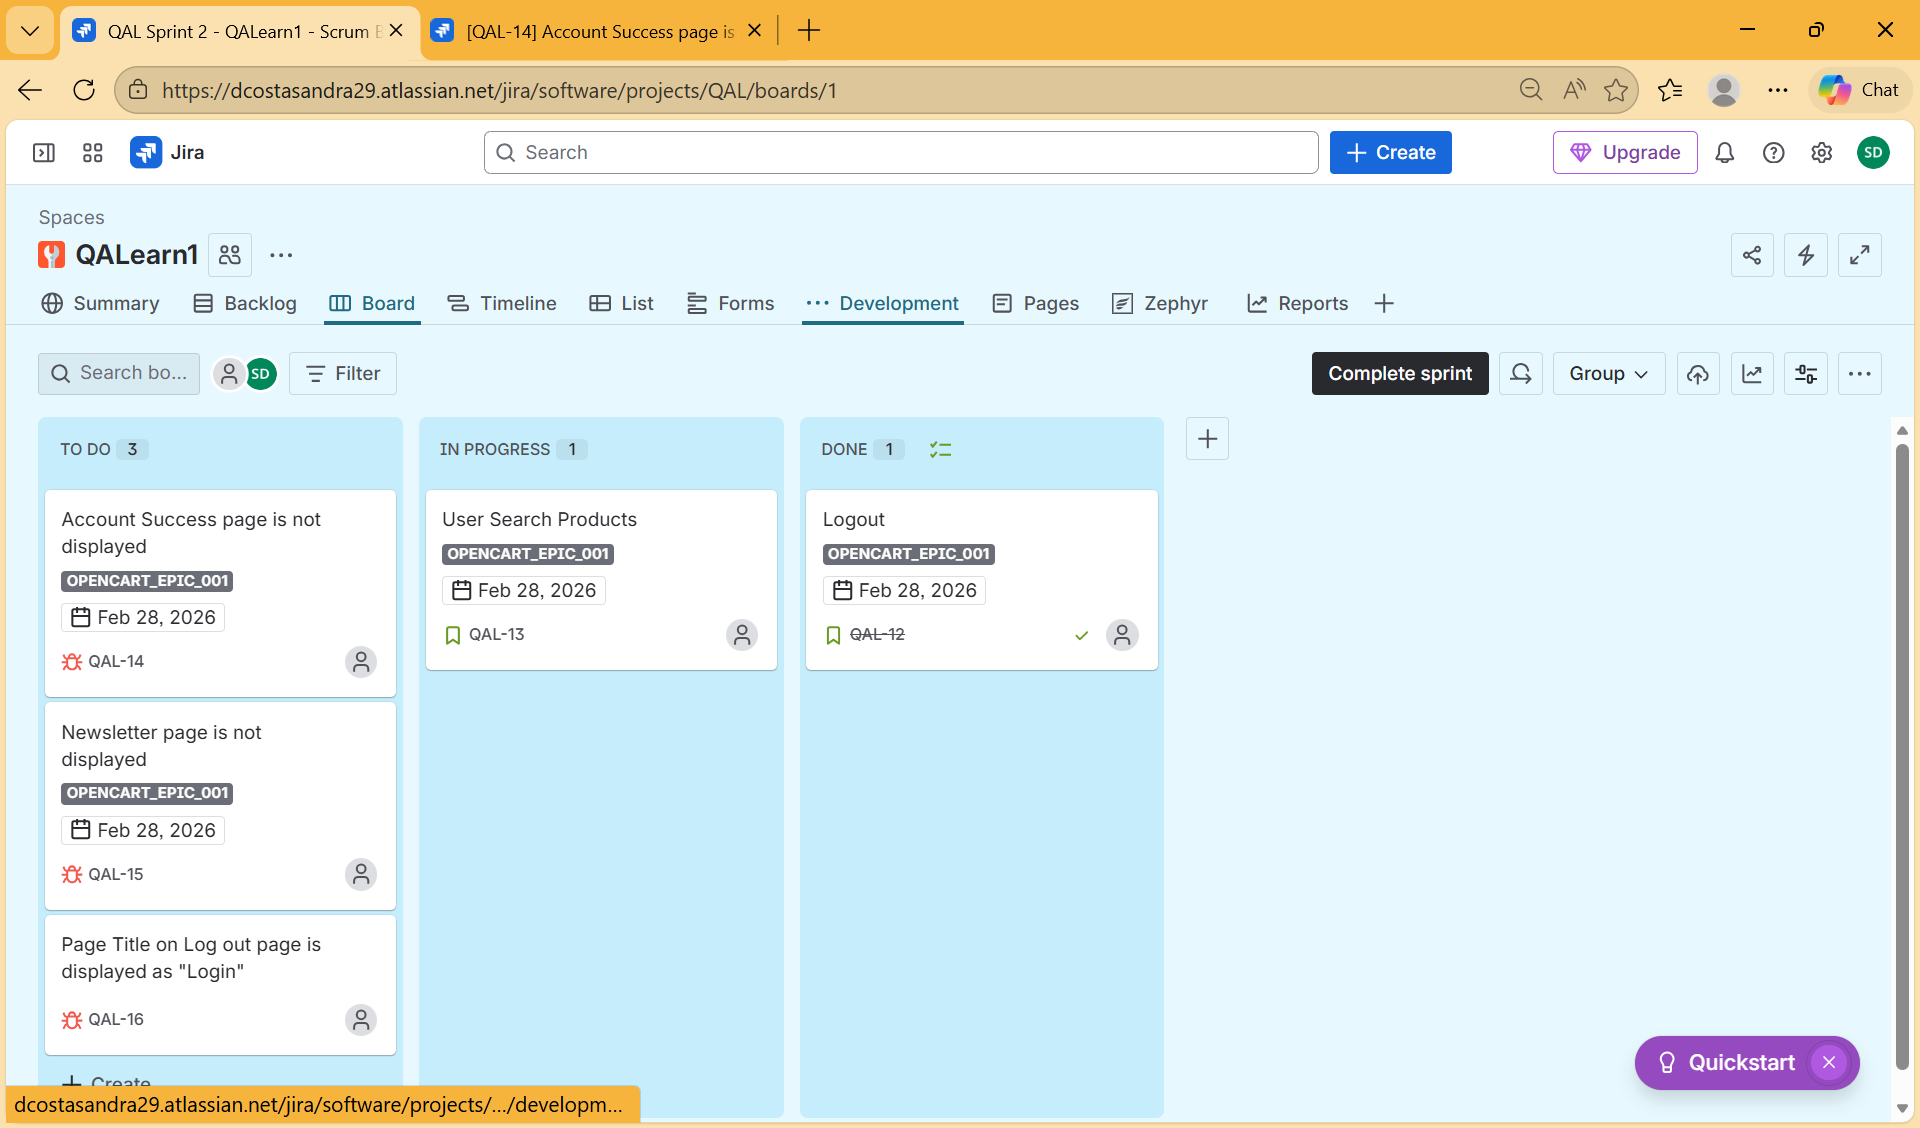 QAL Sprint 2 - QALearn1 - Scrum B
[QAL-14] Account Success page is
https://dcostasandra29.atlassian.net/jira/software/projects/QAL/boards/1
Chat
Jira
Search
Create
Upgrade
SD
Spaces
QALearn1
Summary
Backlog
Board
Timeline
List
Forms
Development
Pages
Zephyr
Reports
Search bo...
SD
Filter
Complete sprint
Group
TO DO 3
Account Success page is not
displayed
OPENCART_EPIC_001
Feb 28, 2026
QAL-14
Newsletter page is not
displayed
OPENCART_EPIC_001
Feb 28, 2026
QAL-15
Page Title on Log out page is
displayed as "Login"
QAL-16
Create
IN PROGRESS 1
User Search Products
OPENCART_EPIC_001
Feb 28, 2026
QAL-13
DONE 1
Logout
OPENCART_EPIC_001
Feb 28, 2026
QAL-12
Quickstart
dcostasandra29.atlassian.net/jira/software/projects/.../developm...